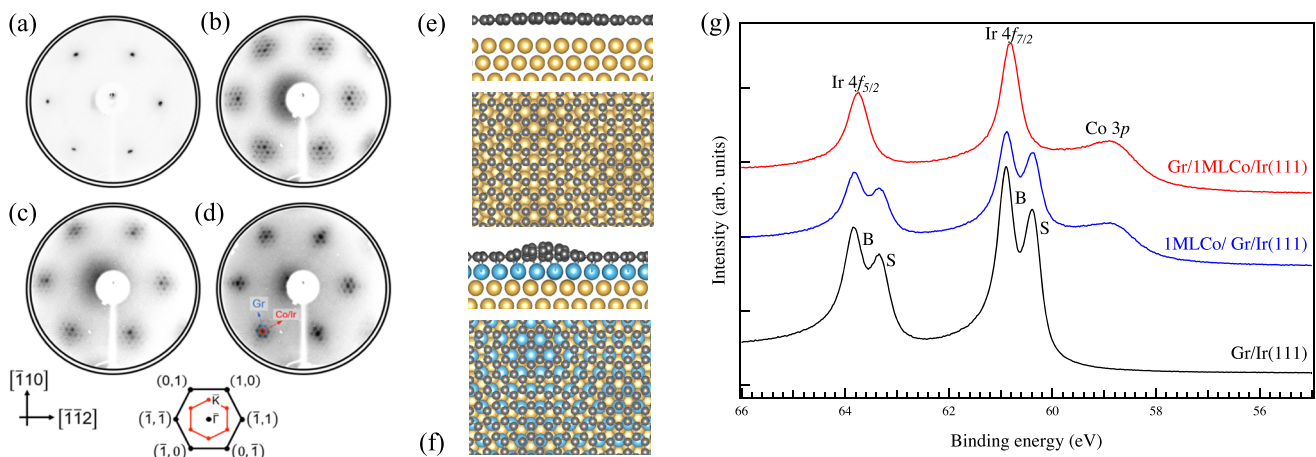 (a)
(b)
(c)
(d)
Gr
Co/Ir
[1̅10]
[1̅1̅2]
(0,1)
(1,0)
K̅
(1̅,1̅)
Γ̅
(1̅,1)
(1̅,0)
(0,1̅)
(e)
(f)
(g)
Ir 4f7/2
Ir 4f5/2
Co 3p
Gr/1MLCo/Ir(111)
1MLCo/ Gr/Ir(111)
B
S
B
S
Gr/Ir(111)
Intensity (arb. units)
66
64
62
60
58
56
Binding energy (eV)